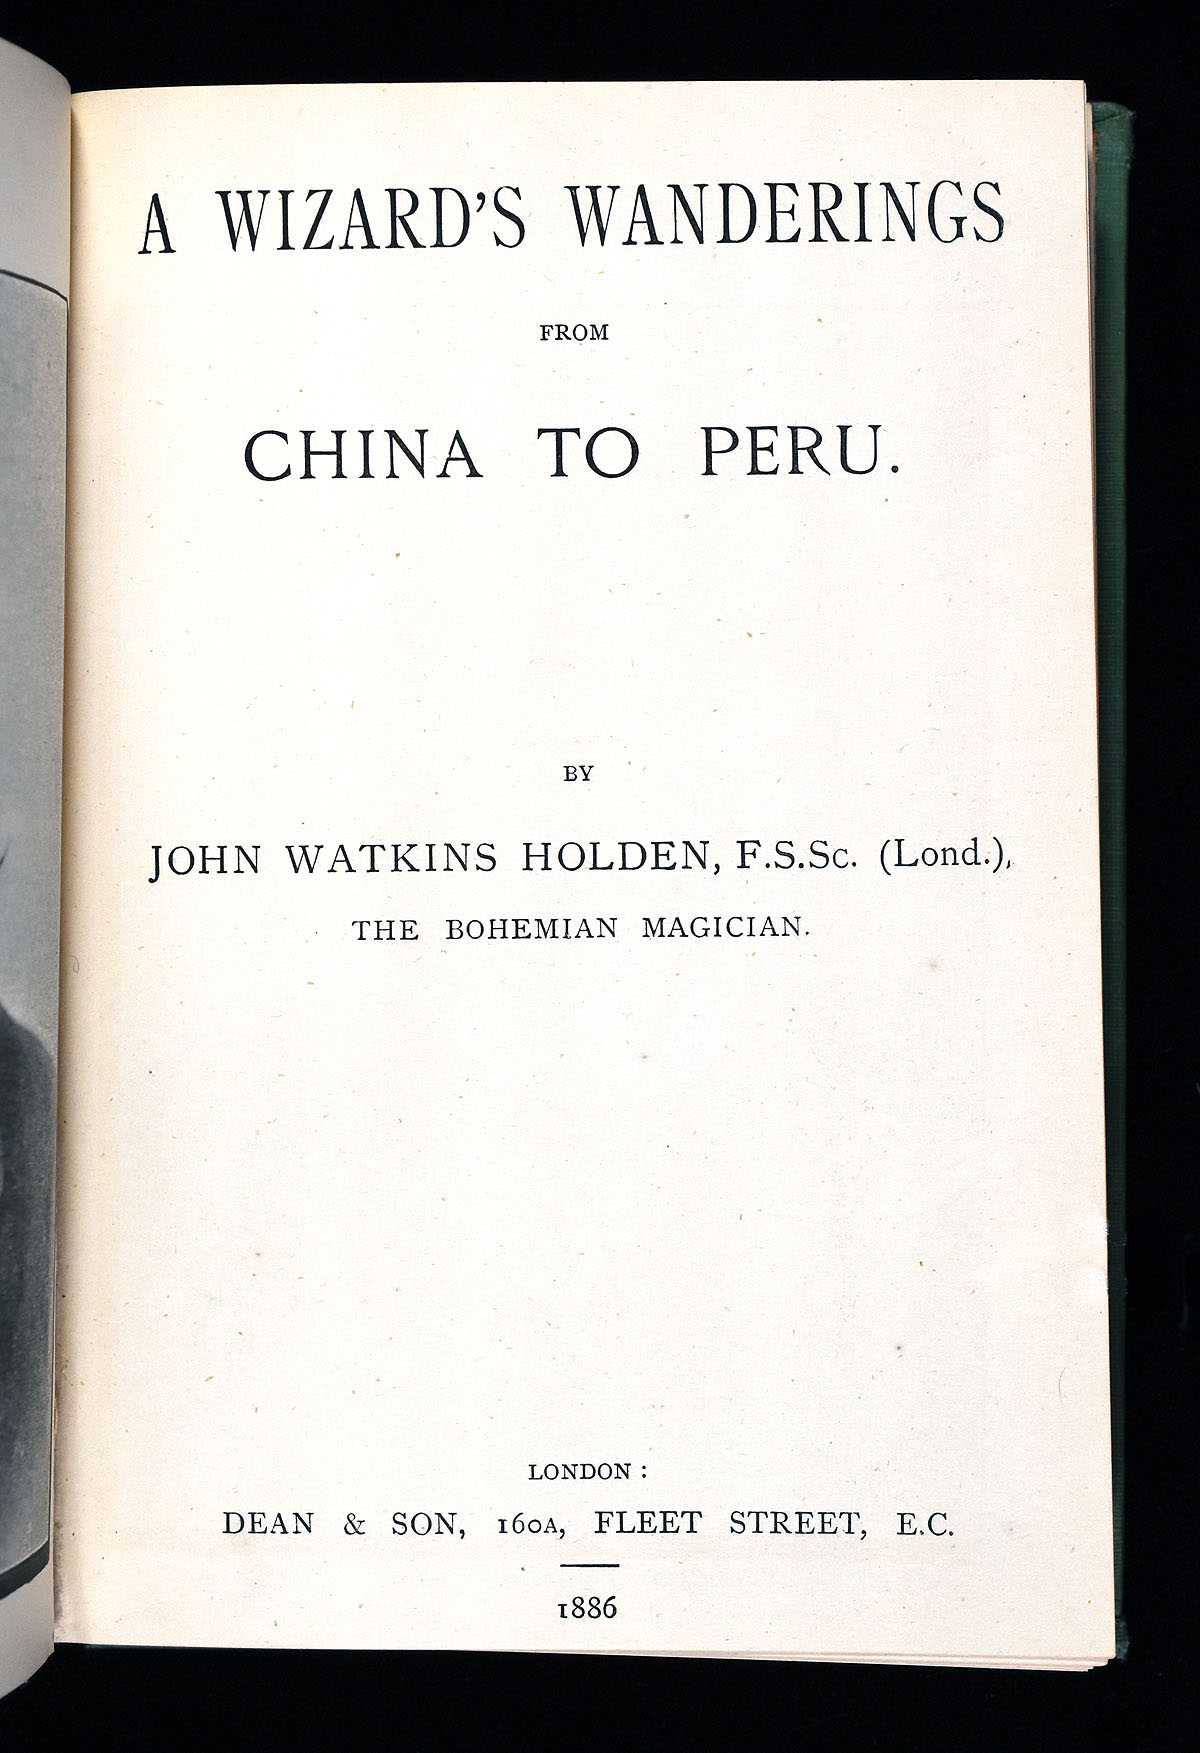 A WIZARD'S WANDERINGS
FROM
CHINA TO PERU.
BY
JOHN WATKINS HOLDEN, F.S.Sc. (Lond.),
THE BOHEMIAN MAGICIAN.
LONDON :
DEAN & SON, 160A, FLEET STREET, E.C.
1886